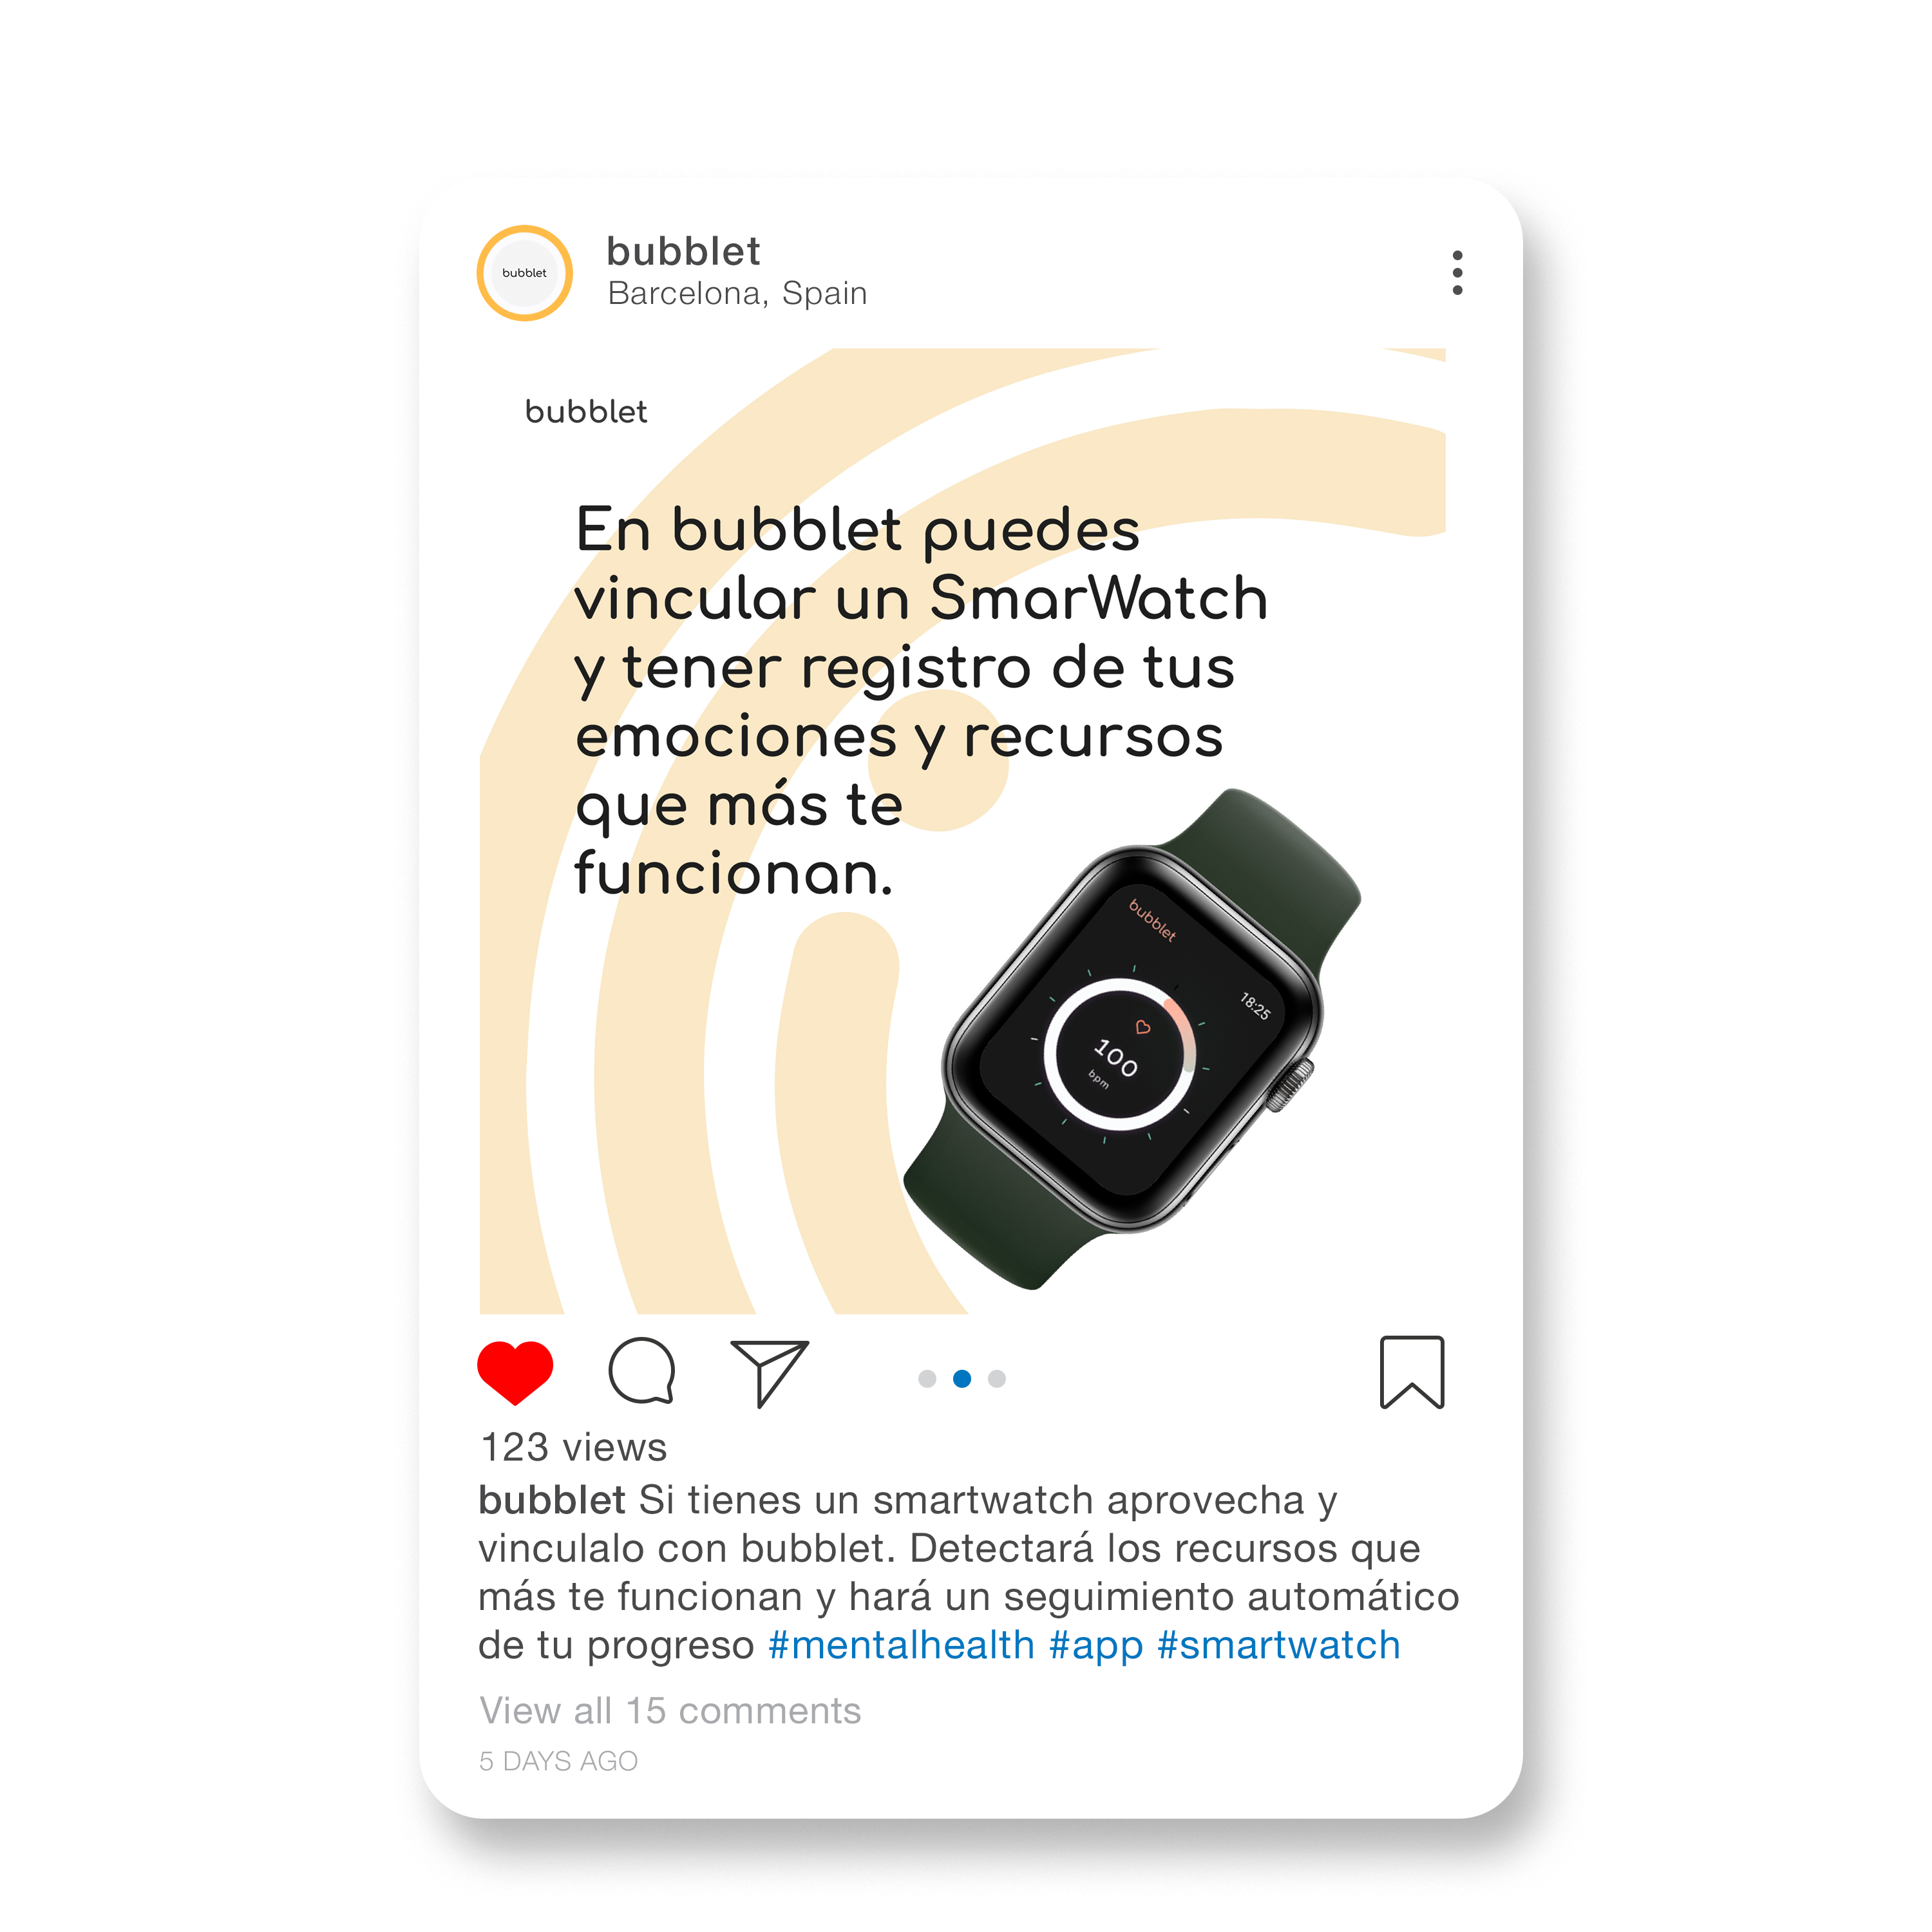 bubblet
bubblet
Barcelona, Spain
bubblet
En bubblet puedes
vincular un SmarWatch
y tener registro de tus
emociones y recursos
que más te
funcionan.
bubblet
18:25
100
bpm
123 views
bubblet Si tienes un smartwatch aprovecha y
vinculalo con bubblet. Detectará los recursos que
más te funcionan y hará un seguimiento automático
de tu progreso #mentalhealth #app #smartwatch
View all 15 comments
5 DAYS AGO